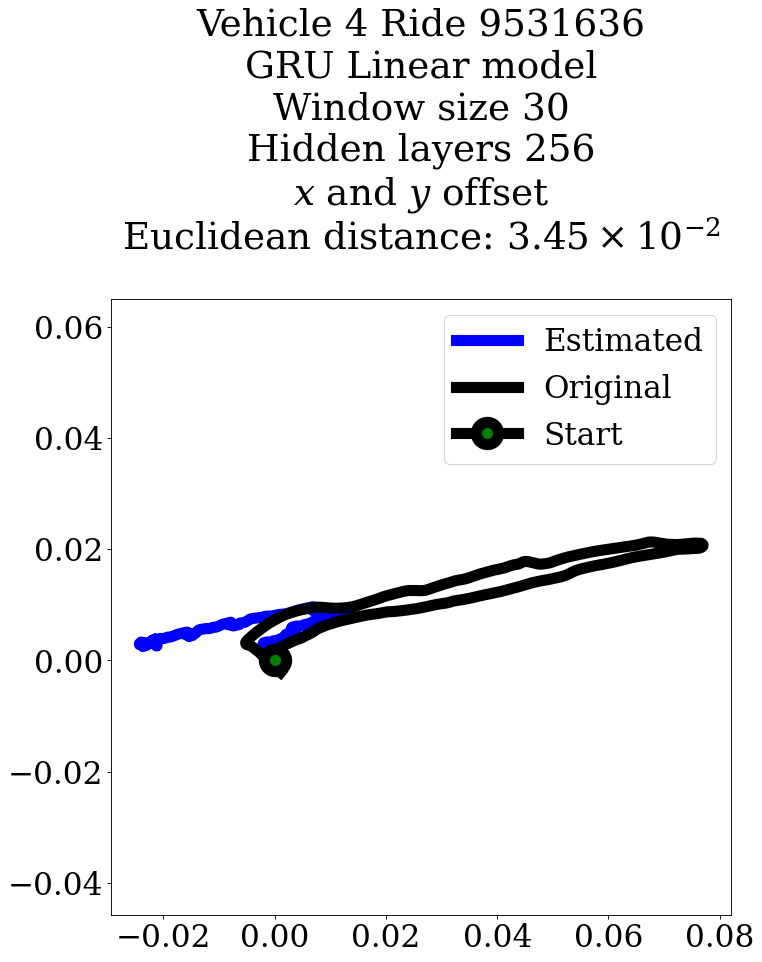 Vehicle 4 Ride 9531636
GRU Linear model
Window size 30
Hidden layers 256
x and y offset
Euclidean distance: 3.45 × 10⁻²
Estimated
Original
Start
0.06
0.04
0.02
0.00
−0.02
−0.04
−0.02 0.00 0.02 0.04 0.06 0.08